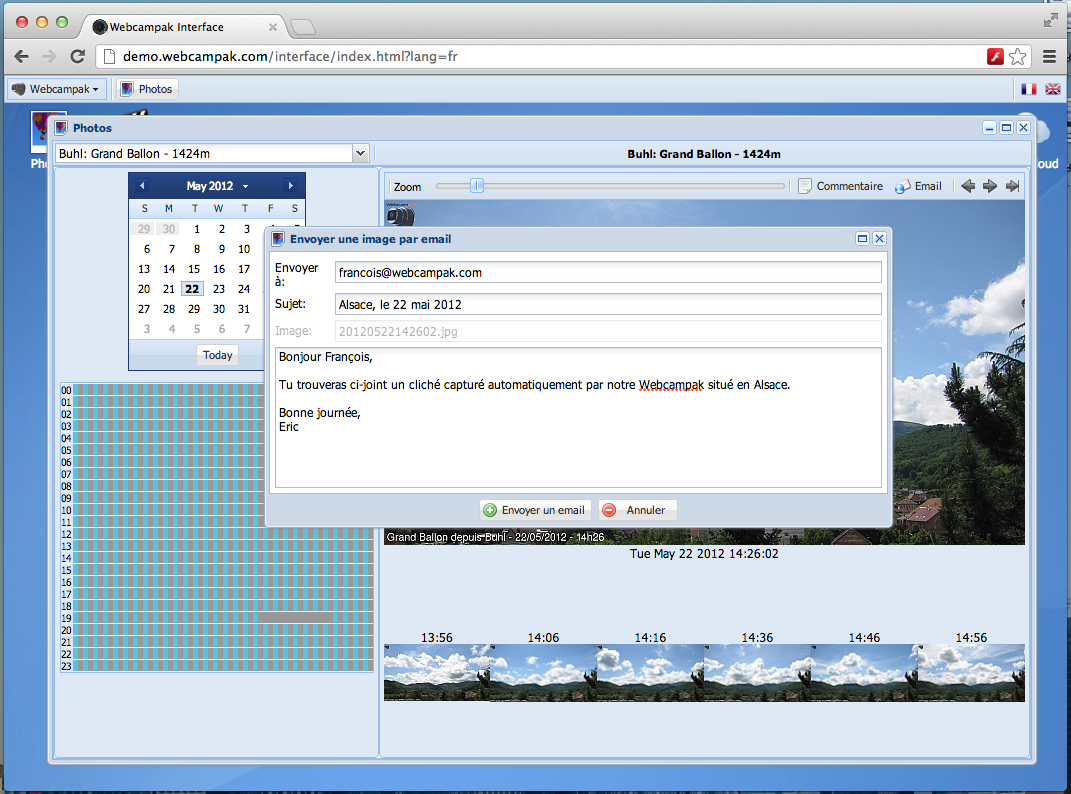 Webcampak Interface
demo.webcampak.com/interface/index.html?lang=fr
Webcampak
Photos
Photos
Buhl: Grand Ballon - 1424m
Buhl: Grand Ballon - 1424m
May 2012
S M T W T F S
29 30 1 2 3
6 7 8 9 10
13 14 15 16 17
20 21 22 23 24
27 28 29 30 31
3 4 5 6 7
Today
Zoom
Commentaire
Email
Envoyer une image par email
Envoyer à:
francois@webcampak.com
Sujet:
Alsace, le 22 mai 2012
Image:
20120522142602.jpg
Bonjour François,
Tu trouveras ci-joint un cliché capturé automatiquement par notre Webcampak situé en Alsace.
Bonne journée,
Eric
Envoyer un email
Annuler
00
01
02
03
04
05
06
07
08
09
10
11
12
13
14
15
16
17
18
19
20
21
22
23
Grand Ballon depuis Buhl - 22/05/2012 - 14h26
Tue May 22 2012 14:26:02
13:56 14:06 14:16 14:36 14:46 14:56